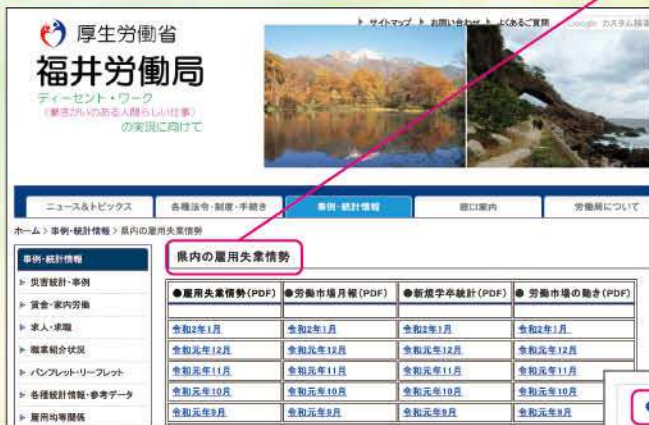 厚生労働省
福井労働局
ディーセント・ワーク
(働きがいのある人間らしい仕事)
の実現に向けて
サイトマップ お問い合わせ よくあるご質問 Google カスタム検索
ニュース&トピックス 各種法令・制度・手続き 事例・統計情報 窓口案内 労働局について
ホーム > 事例・統計情報 > 県内の雇用失業情勢
事例・統計情報
災害統計・事例
賃金・家内労働
求人・求職
職業紹介状況
パンフレット・リーフレット
各種統計情報・参考データ
雇用均等関係
県内の雇用失業情勢
●雇用失業情勢(PDF) ●労働市場月報(PDF) ●新規学卒統計(PDF) ● 労働市場の動き(PDF)
令和2年1月 令和2年1月 令和2年1月 令和2年1月
令和元年12月 令和元年12月 令和元年12月 令和元年12月
令和元年11月 令和元年11月 令和元年11月 令和元年11月
令和元年10月 令和元年10月 令和元年10月 令和元年10月
令和元年9月 令和元年9月 令和元年9月 令和元年9月